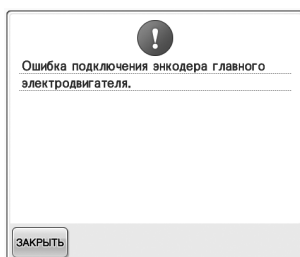 Ошибка подключения энкодера главного
электродвигателя.
ЗАКРЫТЬ